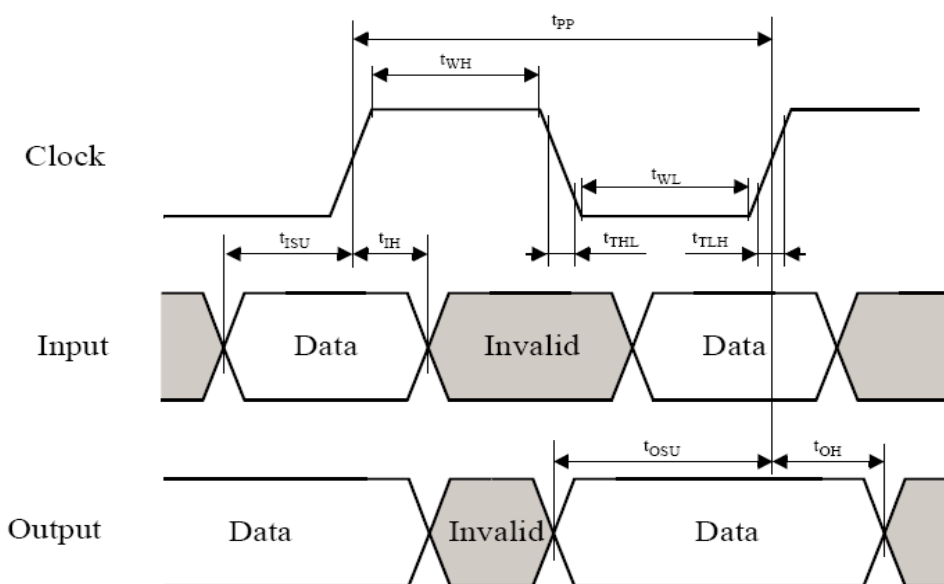 tPP
tWH
Clock
tWL
tISU
tIH
tTHL
tTLH
Input
Data
Invalid
Data
tOSU
tOH
Output
Data
Invalid
Data